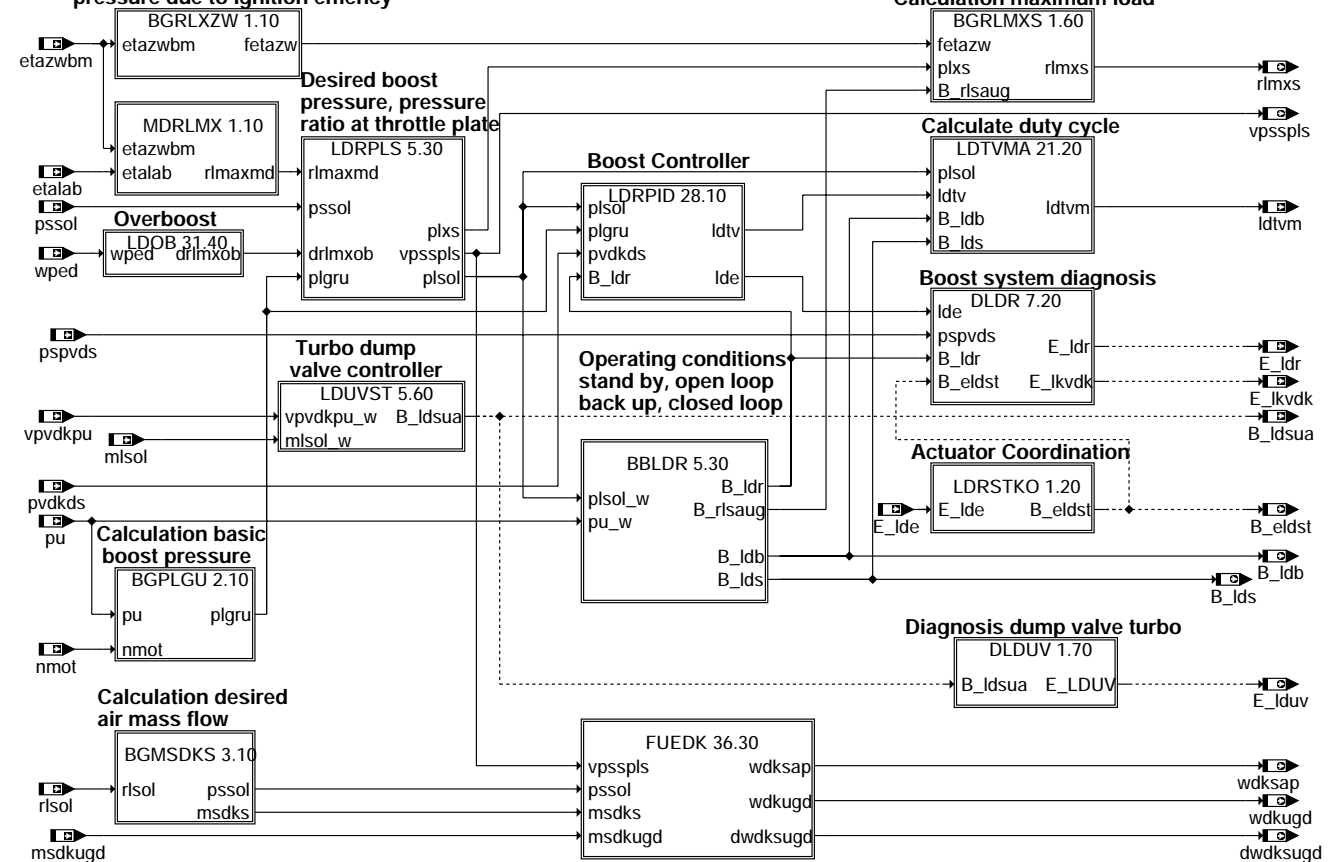 pressure due to ignition effiency
Calculation maximum load
BGRLXZW 1.10
etazwbm fetazw
etazwbm
BGRLMXS 1.60
fetazw
plxs rlmxs
B_rlsaug
rlmxs
vpsspls
MDRLMX 1.10
etazwbm
etalab rlmaxmd
etalab
pssol
Desired boost
pressure, pressure
ratio at throttle plate
LDRPLS 5.30
rlmaxmd
pssol
plxs
drlmxob vpsspls
plgru plsol
Overboost
LDOB 31.40
wped drlmxob
wped
Boost Controller
LDRPID 28.10
plsol
plgru ldtv
pvdkds
B_ldr lde
Calculate duty cycle
LDTVMA 21.20
plsol
ldtv
B_ldb ldtvm
B_lds
ldtvm
Boost system diagnosis
DLDR 7.20
lde
pspvds E_ldr
B_ldr
B_eldst E_lkvdk
E_ldr
E_lkvdk
B_ldsua
pspvds
Turbo dump
valve controller
LDUVST 5.60
vpvdkpu_w B_ldsua
mlsol_w
vpvdkpu
mlsol
Operating conditions
stand by, open loop
back up, closed loop
BBLDR 5.30
B_ldr
plsol_w
B_rlsaug
pu_w
B_ldb
B_lds
Actuator Coordination
LDRSTKO 1.20
E_lde B_eldst
E_lde
B_eldst
B_ldb
B_lds
pvdkds
pu
Calculation basic
boost pressure
BGPLGU 2.10
pu plgru
nmot
nmot
Diagnosis dump valve turbo
DLDUV 1.70
B_ldsua E_LDUV
E_lduv
Calculation desired
air mass flow
BGMSDKS 3.10
rlsol pssol
msdks
rlsol
msdkugd
FUEDK 36.30
vpsspls wdksap
pssol
wdkugd
msdks
msdkugd dwdksugd
wdksap
wdkugd
dwdksugd